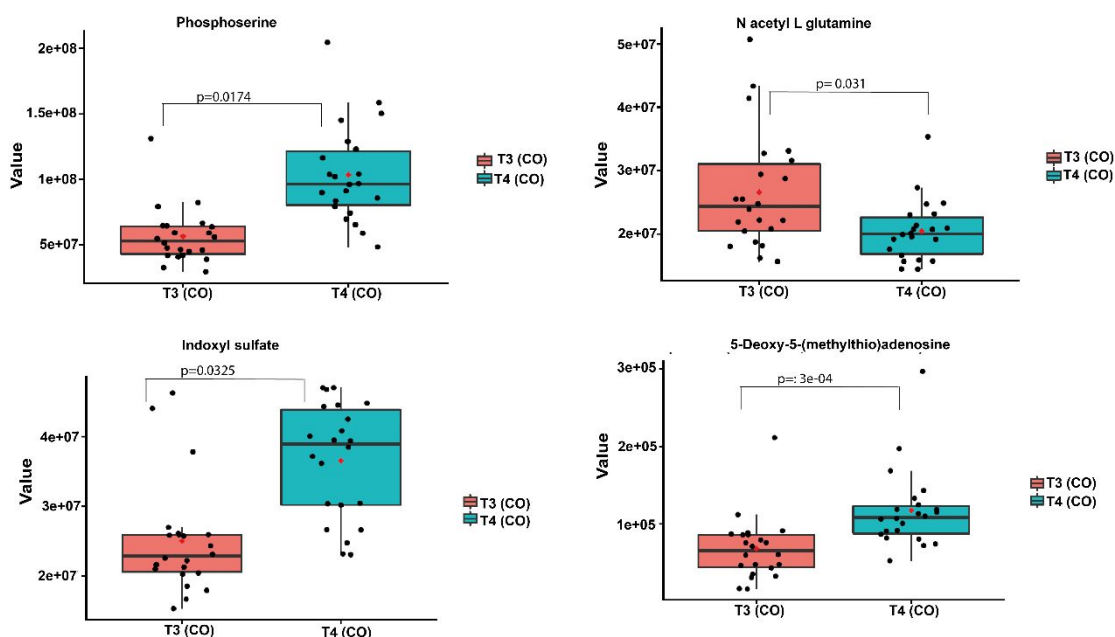 Phosphoserine
2e+08
1.5e+08
1e+08
5e+07
Value
p=0.0174
T3 (CO)
T4 (CO)
T3 (CO)
T4 (CO)
N acetyl L glutamine
5e+07
4e+07
3e+07
2e+07
Value
p= 0.031
T3 (CO)
T4 (CO)
T3 (CO)
T4 (CO)
Indoxyl sulfate
4e+07
3e+07
2e+07
Value
p=0.0325
T3 (CO)
T4 (CO)
T3 (CO)
T4 (CO)
5-Deoxy-5-(methylthio)adenosine
3e+05
2e+05
1e+05
Value
p=: 3e-04
T3 (CO)
T4 (CO)
T3 (CO)
T4 (CO)